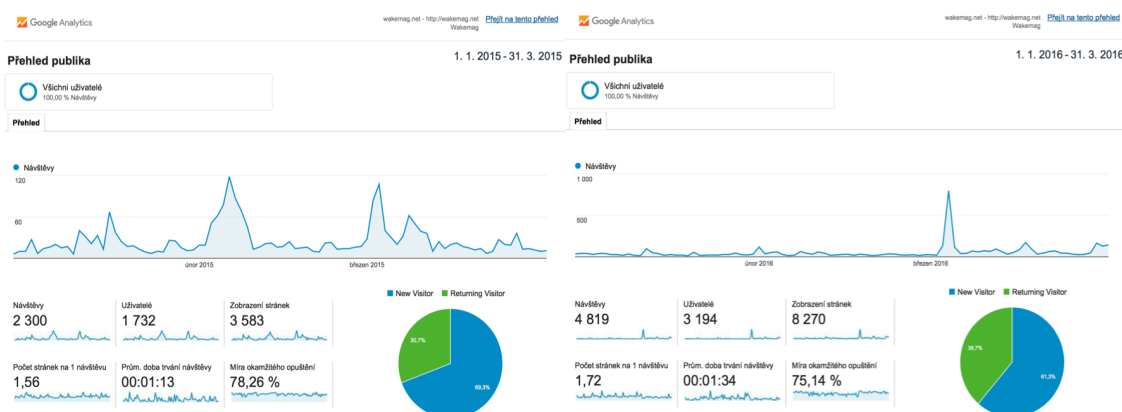 Google Analytics
wakemag.net - http://wakemag.net
Wakemag
Přejít na tento přehled
Přehled publika
1. 1. 2015 - 31. 3. 2015
Všichni uživatelé
100,00 % Návštěvy
Přehled
Návštěvy
120
60
únor 2015
březen 2015
Návštěvy
2 300
Uživatelé
1 732
Zobrazení stránek
3 583
Počet stránek na 1 návštěvu
1,56
Prům. doba trvání návštěvy
00:01:13
Míra okamžitého opuštění
78,26 %
New Visitor
Returning Visitor
30,7%
69,3%
Google Analytics
wakemag.net - http://wakemag.net
Wakemag
Přejít na tento přehled
Přehled publika
1. 1. 2016 - 31. 3. 2016
Všichni uživatelé
100,00 % Návštěvy
Přehled
Návštěvy
1 000
500
únor 2016
březen 2016
Návštěvy
4 819
Uživatelé
3 194
Zobrazení stránek
8 270
Počet stránek na 1 návštěvu
1,72
Prům. doba trvání návštěvy
00:01:34
Míra okamžitého opuštění
75,14 %
New Visitor
Returning Visitor
38,7%
61,3%